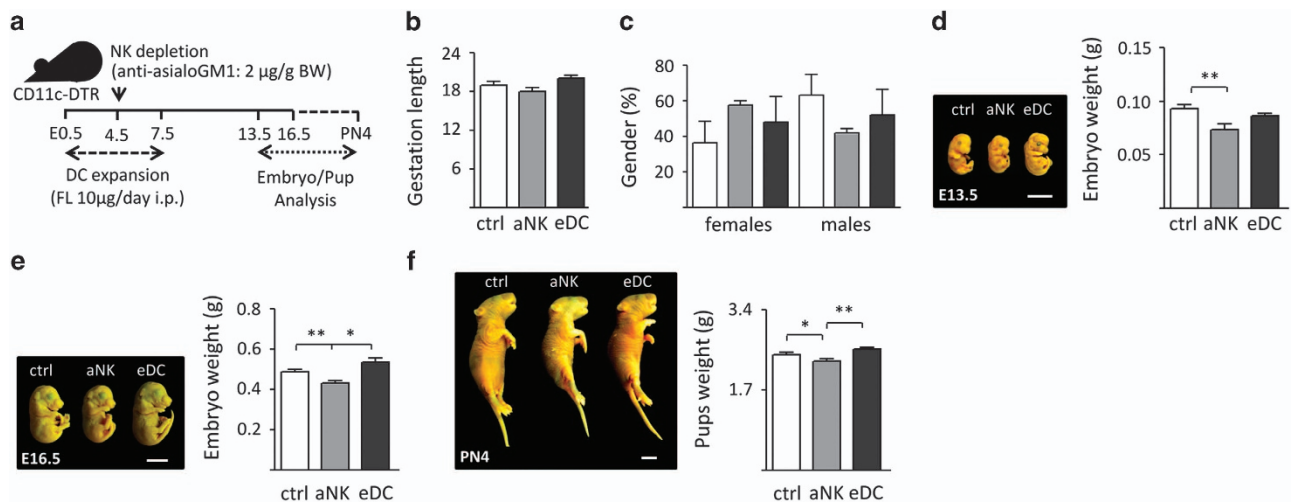 a
NK depletion
(anti-asialoGM1: 2 µg/g BW)
CD11c-DTR
E0.5 4.5 7.5 13.5 16.5 PN4
DC expansion
(FL 10µg/day i.p.)
Embryo/Pup
Analysis
b
Gestation length
24
18
12
6
ctrl aNK eDC
c
Gender (%)
80
60
40
20
females males
d
ctrl aNK eDC
E13.5
Embryo weight (g)
0.15
0.10
0.05
**
ctrl aNK eDC
e
ctrl aNK eDC
E16.5
Embryo weight (g)
0.8
0.6
0.4
0.2
** *
ctrl aNK eDC
f
ctrl aNK eDC
PN4
Pups weight (g)
3.4
1.7
* **
ctrl aNK eDC